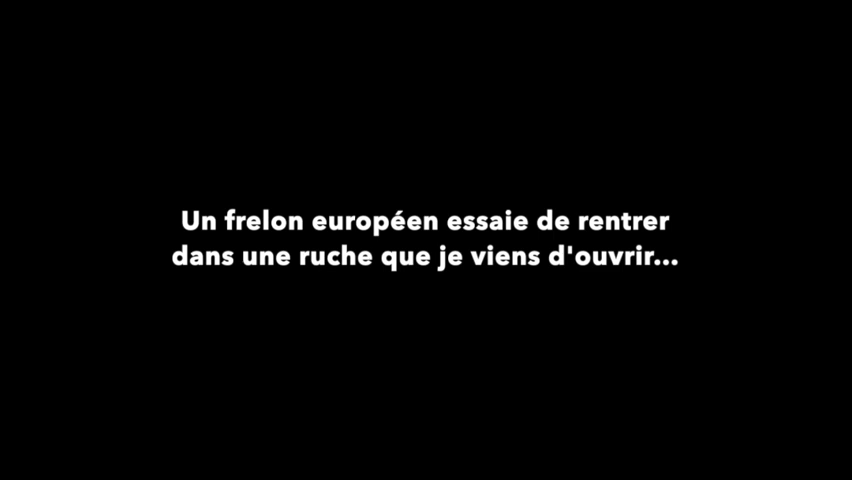 Un frelon européen essaie de rentrer
dans une ruche que je viens d'ouvrir...